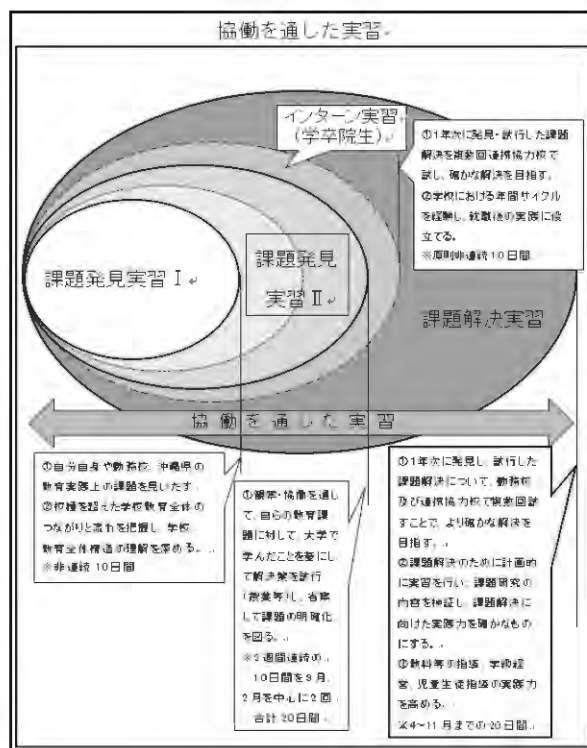 協働を通した実習
インターン実習
(学卒院生)
①1年次に発見・試行した課題
解決を複数回連携協力校で
試し、確かな解決を目指す。
②学校における年間サイクル
を経験し、就職後の実践に役
立てる。
※原則非連続10日間
課題発見実習Ⅰ
課題発見
実習Ⅱ
課題解決実習
協働を通した実習
①自分自身や勤務校、沖縄県の
教育実践上の課題を見いだす
②校種を超えた学校教育全体の
つながりと流れを把握し、学校
教育全体構造の理解を深める。
※非連続10日間
①観察・協働を通し
て、自らの教育課
題に対して、大学で
学んだことを基にし
て解決策を試行
(授業等)し、省察
して課題の明確化
を図る。
※2週間連続の
10日間を9月、
2月を中心に2回
合計20日間
①1年次に発見し、試行した
課題解決について、勤務校
及び連携協力校で複数回試
すことで、より確かな解決を
目指す。
②課題解決のために計画的
に実習を行い、課題研究の
内容を検証し、課題解決に
向けた実践力を確かなもの
にする。
③教科等の指導、学級経
営、児童生徒指導の実践力
を高める。
※4~11月までの20日間